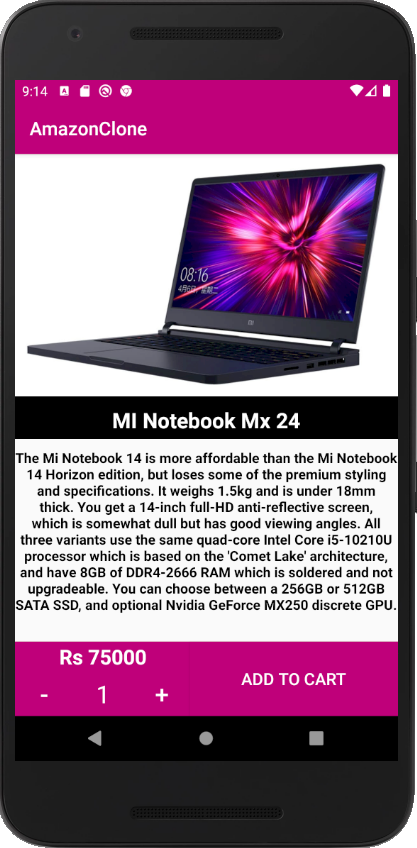 9:14
AmazonClone
08:16
MI Notebook Mx 24
The Mi Notebook 14 is more affordable than the Mi Notebook
14 Horizon edition, but loses some of the premium styling
and specifications. It weighs 1.5kg and is under 18mm
thick. You get a 14-inch full-HD anti-reflective screen,
which is somewhat dull but has good viewing angles. All
three variants use the same quad-core Intel Core i5-10210U
processor which is based on the 'Comet Lake' architecture,
and have 8GB of DDR4-2666 RAM which is soldered and not
upgradeable. You can choose between a 256GB or 512GB
SATA SSD, and optional Nvidia GeForce MX250 discrete GPU.
Rs 75000
- 1 +
ADD TO CART